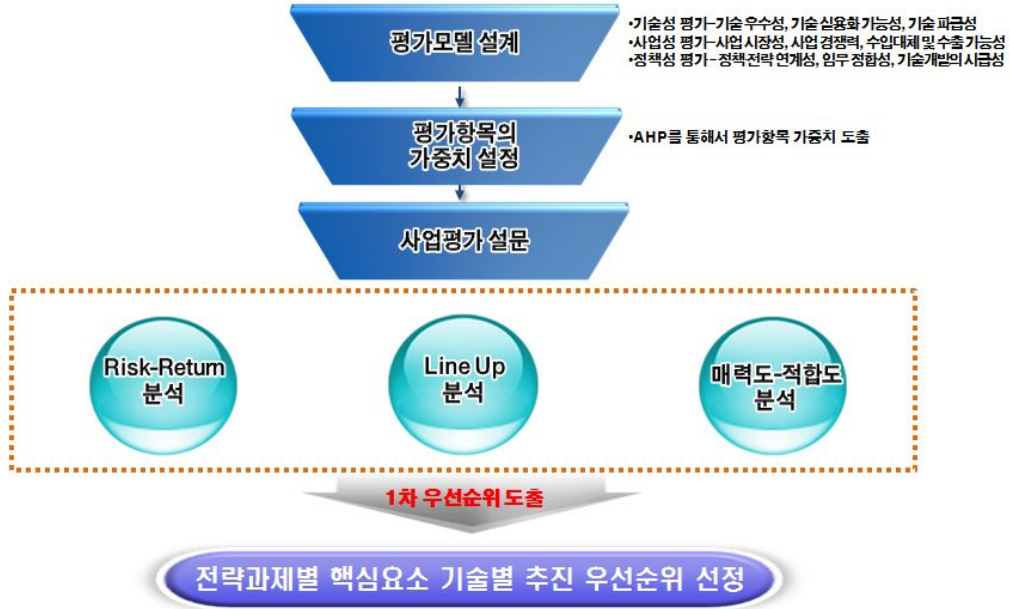 평가모델 설계
•기술성 평가–기술 우수성, 기술 실용화 가능성, 기술 파급성
•사업성 평가–사업 시장성, 사업 경쟁력, 수입대체 및 수출 가능성
•정책성 평가 – 정책전략 연계성, 임무 정합성, 기술개발의 시급성
평가항목의
가중치 설정
•AHP를 통해서 평가항목 가중치 도출
사업평가 설문
Risk-Return
분석
Line Up
분석
매력도-적합도
분석
1차 우선순위 도출
전략과제별 핵심요소 기술별 추진 우선순위 선정